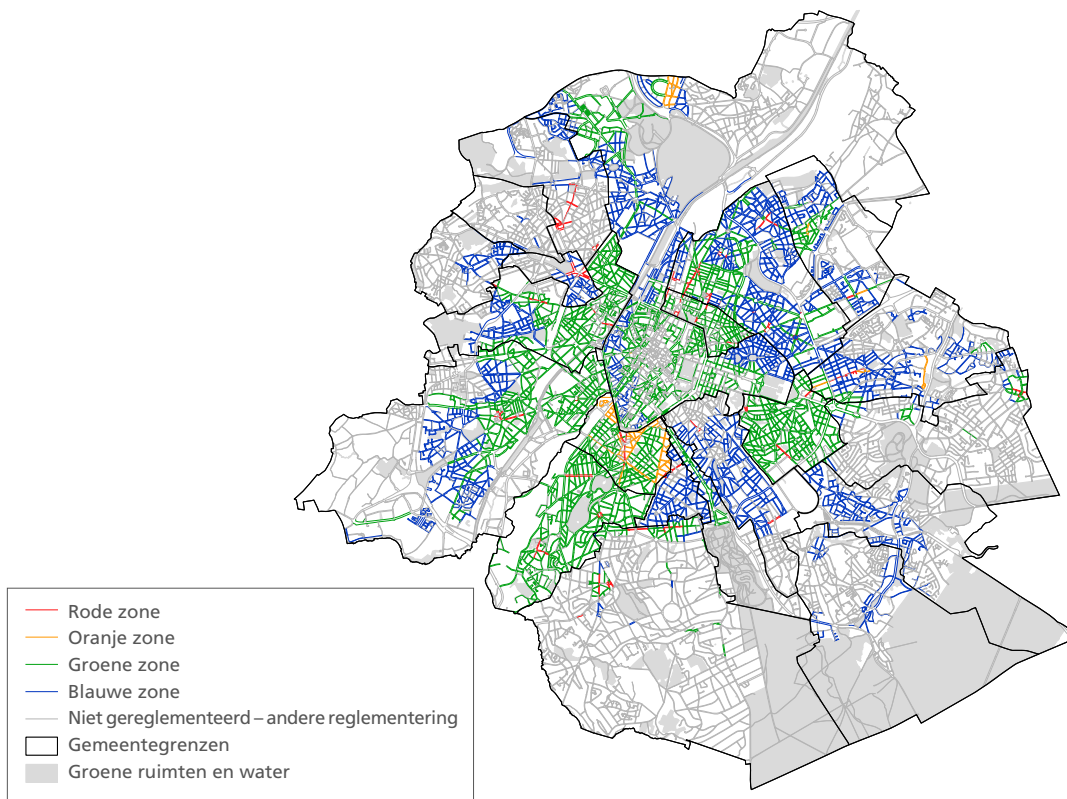 Rode zone
Oranje zone
Groene zone
Blauwe zone
Niet gereglementeerd – andere reglementering
Gemeentegrenzen
Groene ruimten en water